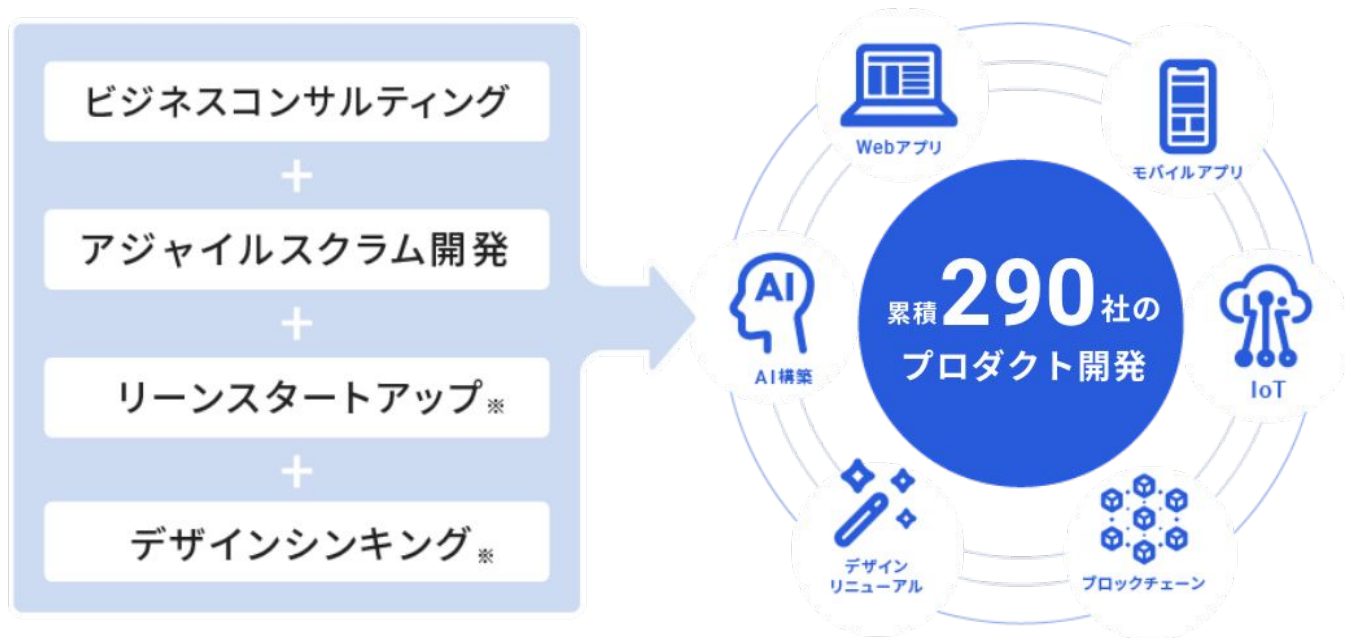 ビジネスコンサルティング
+
アジャイルスクラム開発
+
リーンスタートアップ※
+
デザインシンキング※
Webアプリ
モバイルアプリ
AI
AI構築
累積290社の
プロダクト開発
IoT
デザイン
リニューアル
ブロックチェーン